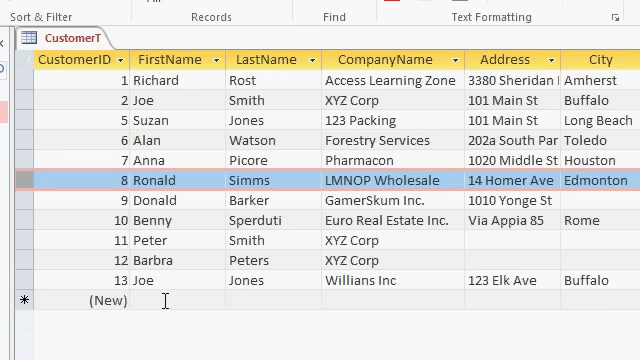 Sort & Filter Records Find Text Formatting
CustomerT
CustomerID FirstName LastName CompanyName Address City
1 Richard Rost Access Learning Zone 3380 Sheridan Amherst
2 Joe Smith XYZ Corp 101 Main St Buffalo
5 Suzan Jones 123 Packing 101 Main St Long Beach
6 Alan Watson Forestry Services 202a South Par Toledo
7 Anna Picore Pharmacon 1020 Middle St Houston
8 Ronald Simms LMNOP Wholesale 14 Homer Ave Edmonton
9 Donald Barker GamerSkum Inc. 1010 Yonge St
10 Benny Sperduti Euro Real Estate Inc. Via Appia 85 Rome
11 Peter Smith XYZ Corp
12 Barbra Peters XYZ Corp
13 Joe Jones Willians Inc 123 Elk Ave Buffalo
(New)